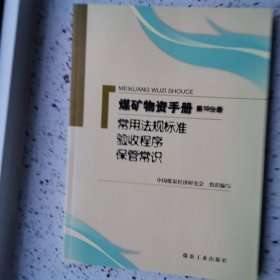 MEIKUANG WUZI SHOUCE
煤矿物资手册 第10分册
常用法规标准
验收程序
保管常识
中国煤炭经济研究会 组织编写
煤炭工业出版社